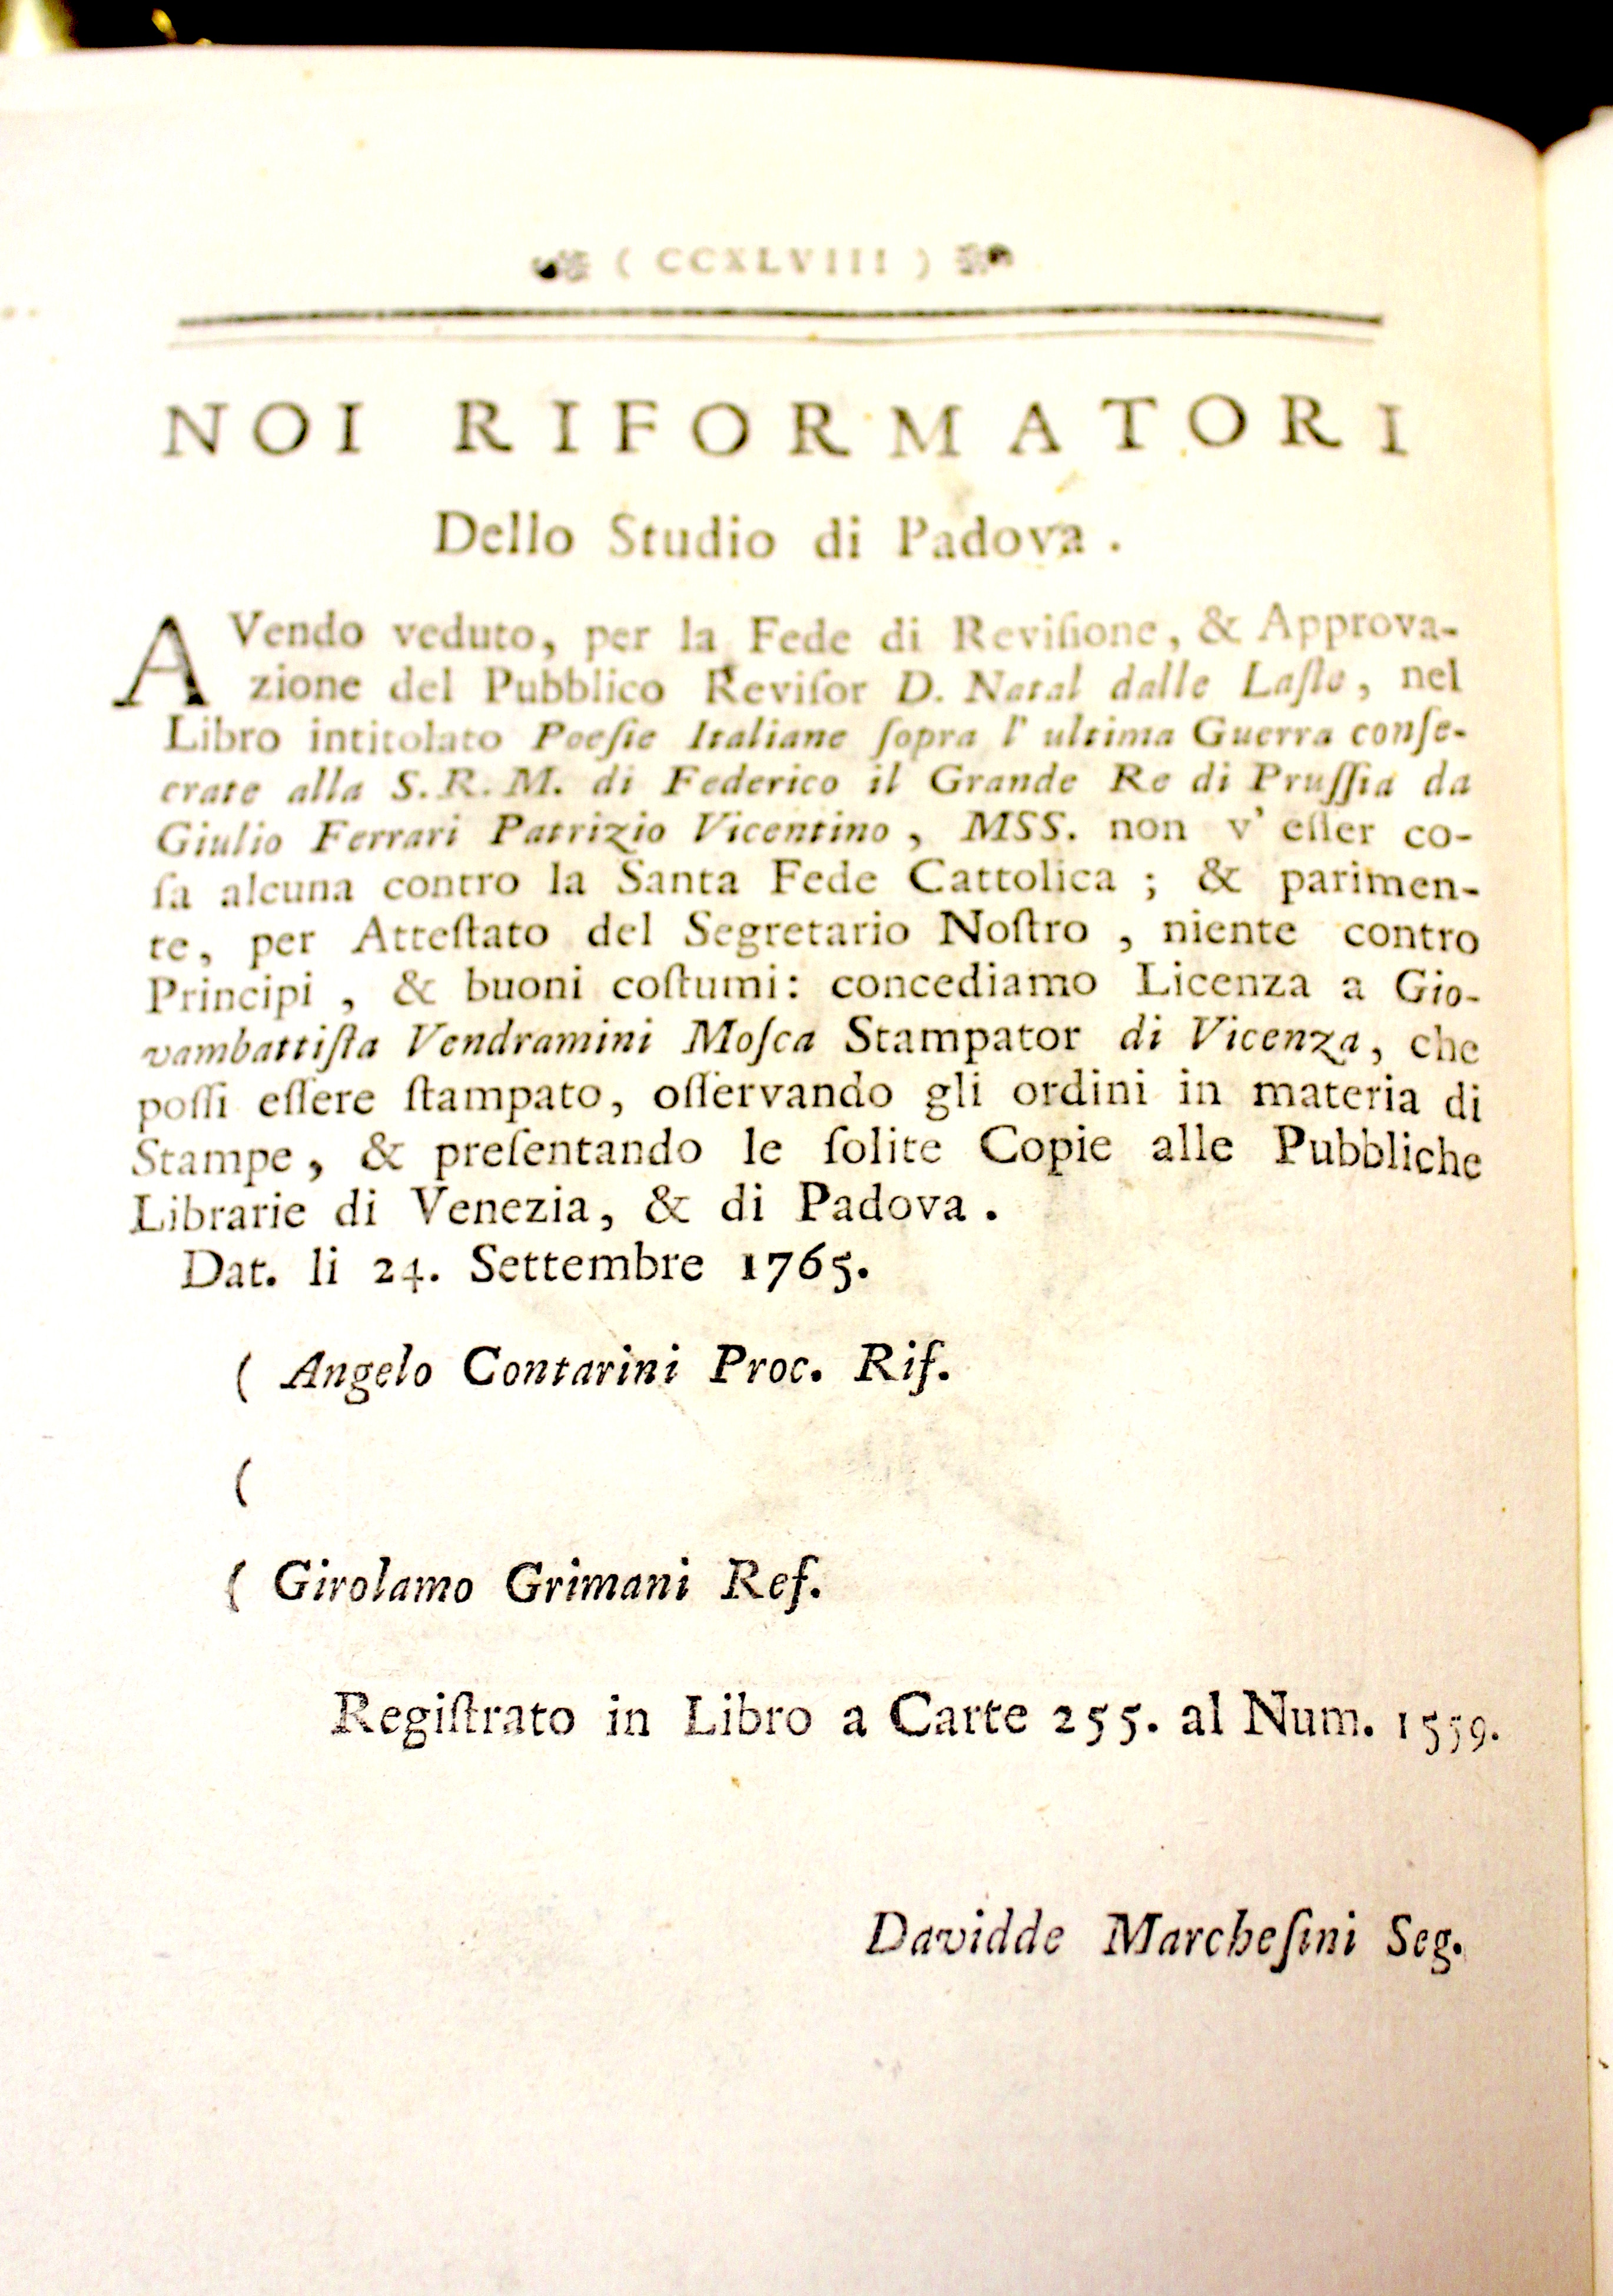 ( CCXLVIII )
NOI RIFORMATORI
Dello Studio di Padova .
AVendo veduto, per la Fede di Reviſione, & Approva-
zione del Pubblico Reviſor D. Natal dalle Laſte, nel
Libro intitolato Poeſie Italiane ſopra l' ultima Guerra conſe-
crate alla S. R. M. di Federico il Grande Re di Pruſſia da
Giulio Ferrari Patrizio Vicentino , MSS. non v' eſſer co-
ſa alcuna contro la Santa Fede Cattolica ; & parimen-
te, per Atteſtato del Segretario Noſtro , niente contro
Principi , & buoni coſtumi: concediamo Licenza a Gio-
vambattiſta Vendramini Moſca Stampator di Vicenza, che
poſſi eſſere ſtampato, oſſervando gli ordini in materia di
Stampe, & preſentando le ſolite Copie alle Pubbliche
Librarie di Venezia, & di Padova .
Dat. li 24. Settembre 1765.
( Angelo Contarini Proc. Rif.
(
( Girolamo Grimani Ref.
Regiſtrato in Libro a Carte 255. al Num. 1559.
Davidde Marcheſini Seg.